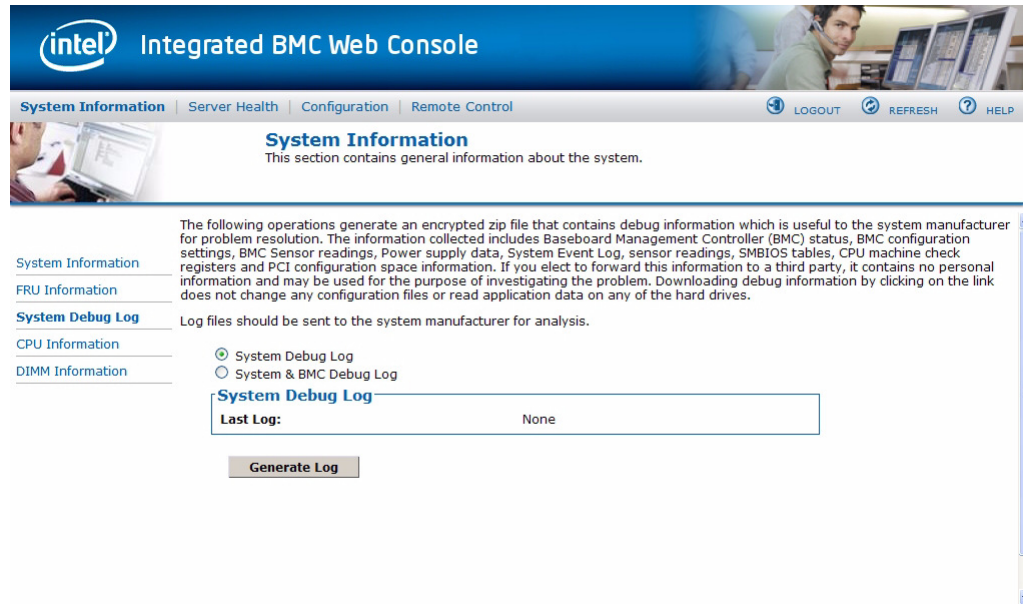 intel Integrated BMC Web Console
System Information | Server Health | Configuration | Remote Control LOGOUT REFRESH ? HELP
System Information
This section contains general information about the system.
The following operations generate an encrypted zip file that contains debug information which is useful to the system manufacturer
for problem resolution. The information collected includes Baseboard Management Controller (BMC) status, BMC configuration
settings, BMC Sensor readings, Power supply data, System Event Log, sensor readings, SMBIOS tables, CPU machine check
registers and PCI configuration space information. If you elect to forward this information to a third party, it contains no personal
information and may be used for the purpose of investigating the problem. Downloading debug information by clicking on the link
does not change any configuration files or read application data on any of the hard drives.
Log files should be sent to the system manufacturer for analysis.
System Information
FRU Information
System Debug Log
CPU Information
DIMM Information
System Debug Log
System & BMC Debug Log
System Debug Log
Last Log: None
Generate Log